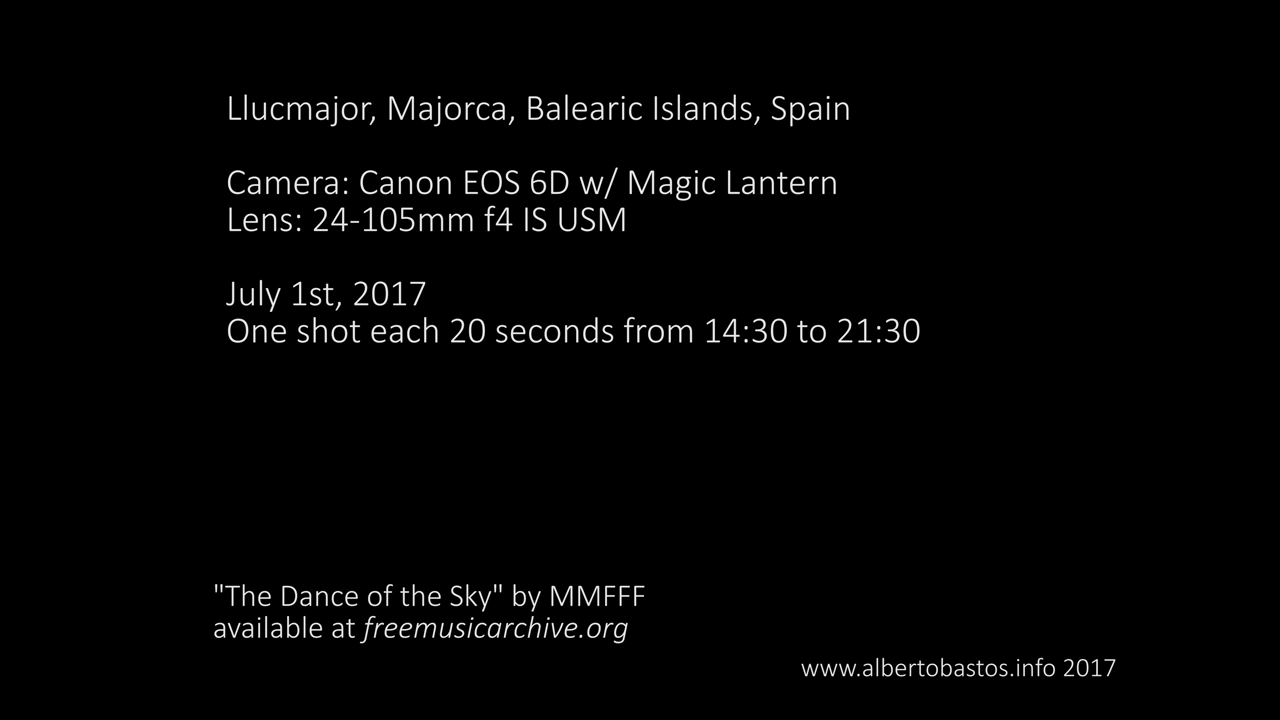 Llucmajor, Majorca, Balearic Islands, Spain
Camera: Canon EOS 6D w/ Magic Lantern
Lens: 24-105mm f4 IS USM
July 1st, 2017
One shot each 20 seconds from 14:30 to 21:30
"The Dance of the Sky" by MMFFF
available at freemusicarchive.org
www.albertobastos.info 2017